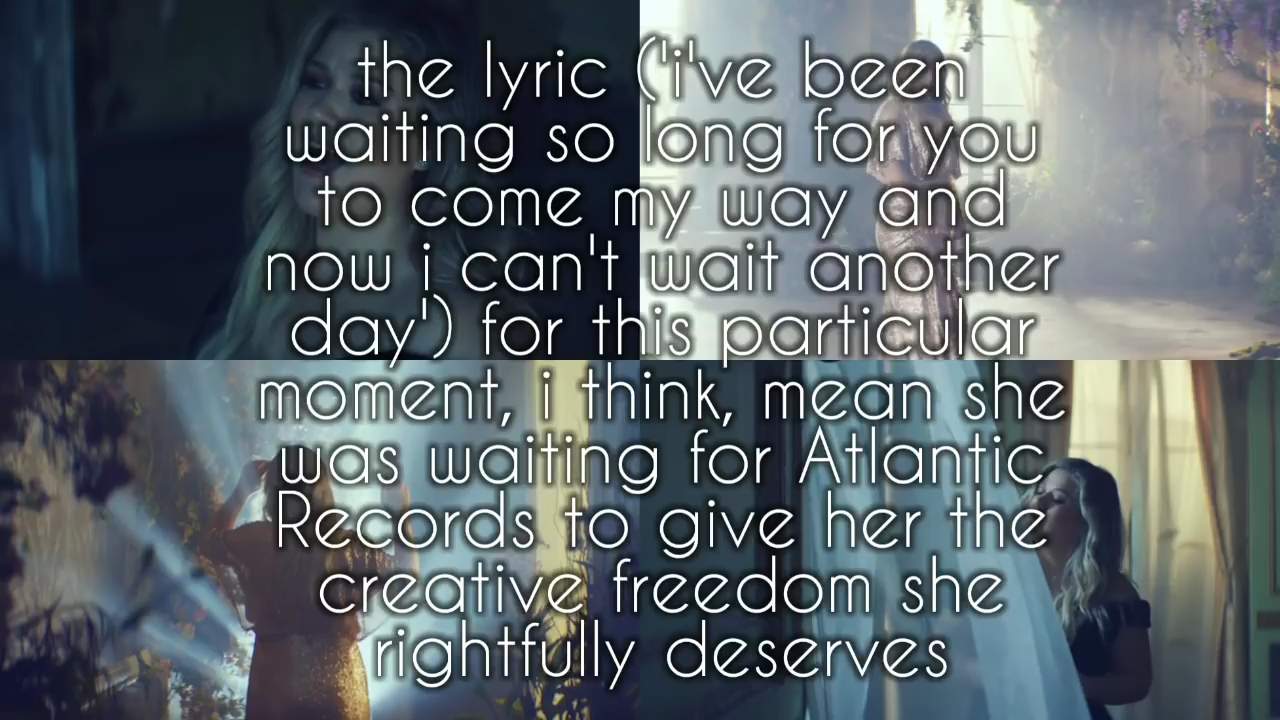 the lyric ('i've been
waiting so long for you
to come my way and
now i can't wait another
day') for this particular
moment, i think, mean she
was waiting for Atlantic
Records to give her the
creative freedom she
rightfully deserves